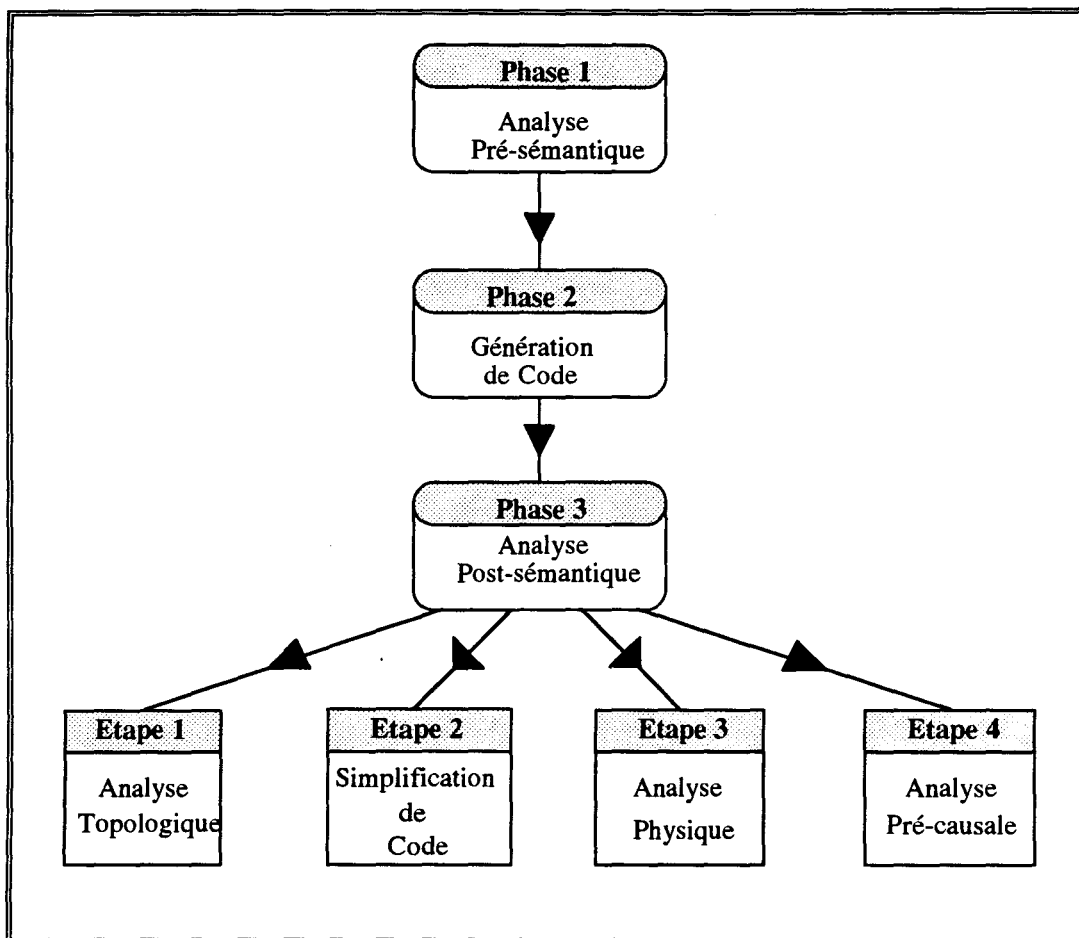 Phase 1
Analyse
Pré-sémantique
Phase 2
Génération
de Code
Phase 3
Analyse
Post-sémantique
Etape 1
Analyse
Topologique
Etape 2
Simplification
de
Code
Etape 3
Analyse
Physique
Etape 4
Analyse
Pré-causale